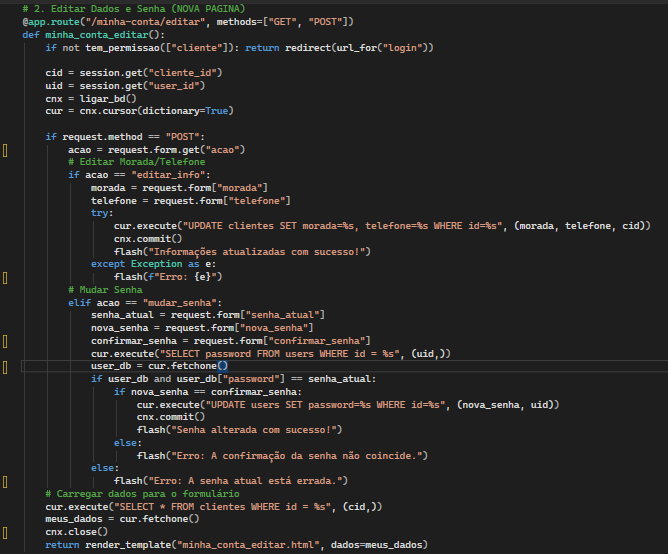 # 2. Editar Dados e Senha (NOVA PAGINA)
@app.route("/minha-conta/editar", methods=["GET", "POST"])
def minha_conta_editar():
    if not tem_permissao(["cliente"]): return redirect(url_for("login"))

    cid = session.get("cliente_id")
    uid = session.get("user_id")
    cnx = ligar_bd()
    cur = cnx.cursor(dictionary=True)

    if request.method == "POST":
        acao = request.form.get("acao")
        # Editar Morada/Telefone
        if acao == "editar_info":
            morada = request.form["morada"]
            telefone = request.form["telefone"]
            try:
                cur.execute("UPDATE clientes SET morada=%s, telefone=%s WHERE id=%s", (morada, telefone, cid))
                cnx.commit()
                flash("Informações atualizadas com sucesso!")
            except Exception as e:
                flash(f"Erro: {e}")
        # Mudar Senha
        elif acao == "mudar_senha":
            senha_atual = request.form["senha_atual"]
            nova_senha = request.form["nova_senha"]
            confirmar_senha = request.form["confirmar_senha"]
            cur.execute("SELECT password FROM users WHERE id = %s", (uid,))
            user_db = cur.fetchone()
            if user_db and user_db["password"] == senha_atual:
                if nova_senha == confirmar_senha:
                    cur.execute("UPDATE users SET password=%s WHERE id=%s", (nova_senha, uid))
                    cnx.commit()
                    flash("Senha alterada com sucesso!")
                else:
                    flash("Erro: A confirmação da senha não coincide.")
            else:
                flash("Erro: A senha atual está errada.")
    # Carregar dados para o formulário
    cur.execute("SELECT * FROM clientes WHERE id = %s", (cid,))
    meus_dados = cur.fetchone()
    cnx.close()
    return render_template("minha_conta_editar.html", dados=meus_dados)